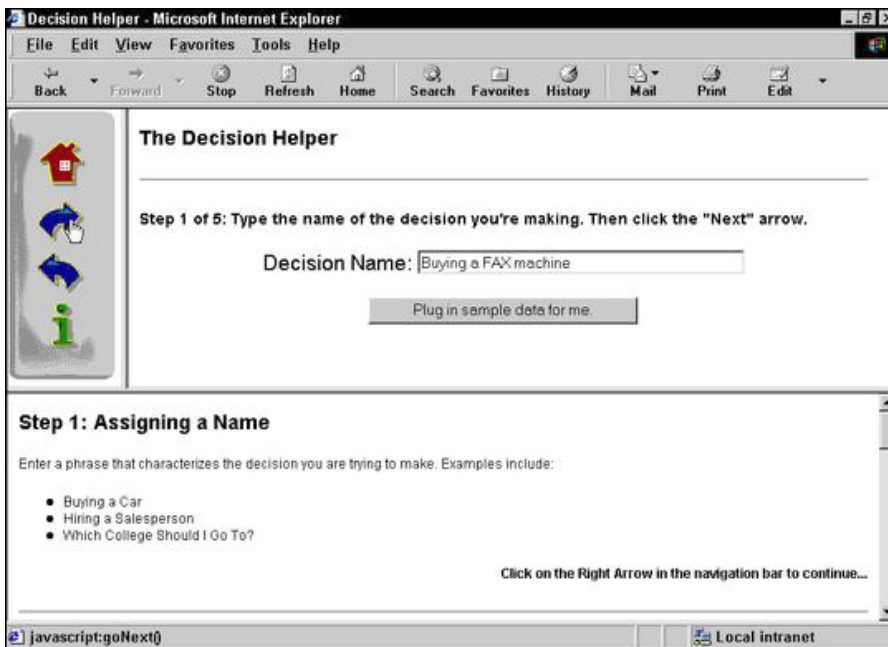 Decision Helper - Microsoft Internet Explorer
File Edit View Favorites Tools Help
Back Forward Stop Refresh Home Search Favorites History Mail Print Edit
The Decision Helper
Step 1 of 5: Type the name of the decision you're making. Then click the "Next" arrow.
Decision Name: Buying a FAX machine
Plug in sample data for me.
Step 1: Assigning a Name
Enter a phrase that characterizes the decision you are trying to make. Examples include:
Buying a Car
Hiring a Salesperson
Which College Should I Go To?
Click on the Right Arrow in the navigation bar to continue...
javascript:goNext() Local intranet